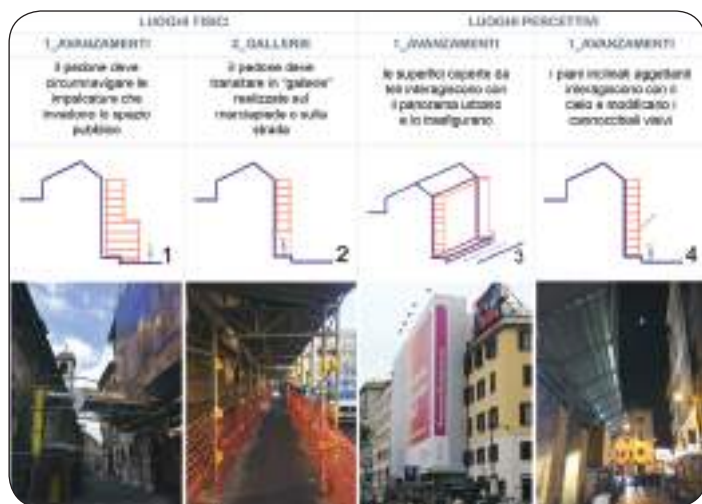 LUOGHI FISICI
LUOGHI PERCETTIVI
1_AVANZAMENTI
2_GALLERIE
1_AVANZAMENTI
1_AVANZAMENTI
il pedone deve
circumnavigare le
impalcature che
invadono lo spazio
pubblico
il pedone deve
transitare in "galleria"
realizzate sul
marciapiede o sulla
strada
le superfici coperte da
teli interagiscono con
il panorama urbano
e lo trasfigurano
i piani inclinati aggettanti
interagiscono con il
cielo e modificano i
cannocchiali visivi
1
2
3
4